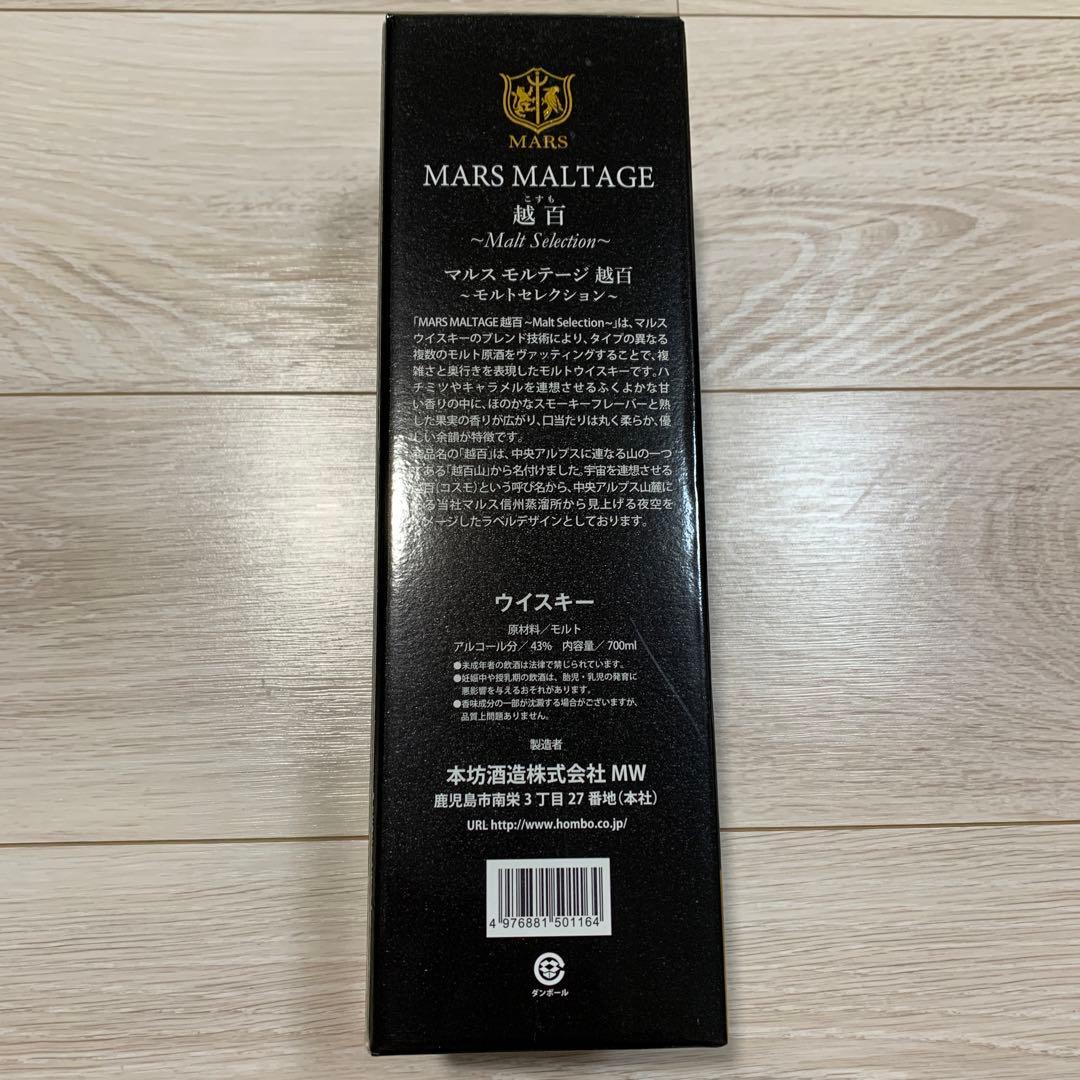 MARS
MARS MALTAGE
こすも
越百
~Malt Selection~
マルス モルテージ 越百
~モルトセレクション~
「MARS MALTAGE 越百 ~Malt Selection~」は、マルス
ウイスキーのブレンド技術により、タイプの異なる
複数のモルト原酒をヴァッティングすることで、複
雑さと奥行きを表現したモルトウイスキーです。ハ
チミツやキャラメルを連想させるふくよかな甘
い香りの中に、ほのかなスモーキーフレーバーと熟
した果実の香りが広がり、口当たりは丸く柔らか、優
しい余韻が特徴です。
商品名の「越百」は、中央アルプスに連なる山の一つ
である「越百山」から名付けました。宇宙を連想させる
越百(コスモ)という呼び名から、中央アルプス山麓に
ある当社マルス信州蒸溜所から見上げる夜空を
イメージしたラベルデザインとしております。
ウイスキー
原材料/モルト
アルコール分/43% 内容量/700ml
●未成年者の飲酒は法律で禁じられています。
●妊娠中や授乳期の飲酒は、胎児・乳児の発育に
悪影響を与えるおそれがあります。
●香味成分の一部が沈澱する場合がございますが、
品質上問題ありません。
製造者
本坊酒造株式会社 MW
鹿児島市南栄3丁目27番地(本社)
URL http://www.hombo.co.jp/
4 976881 501164
ダンボール